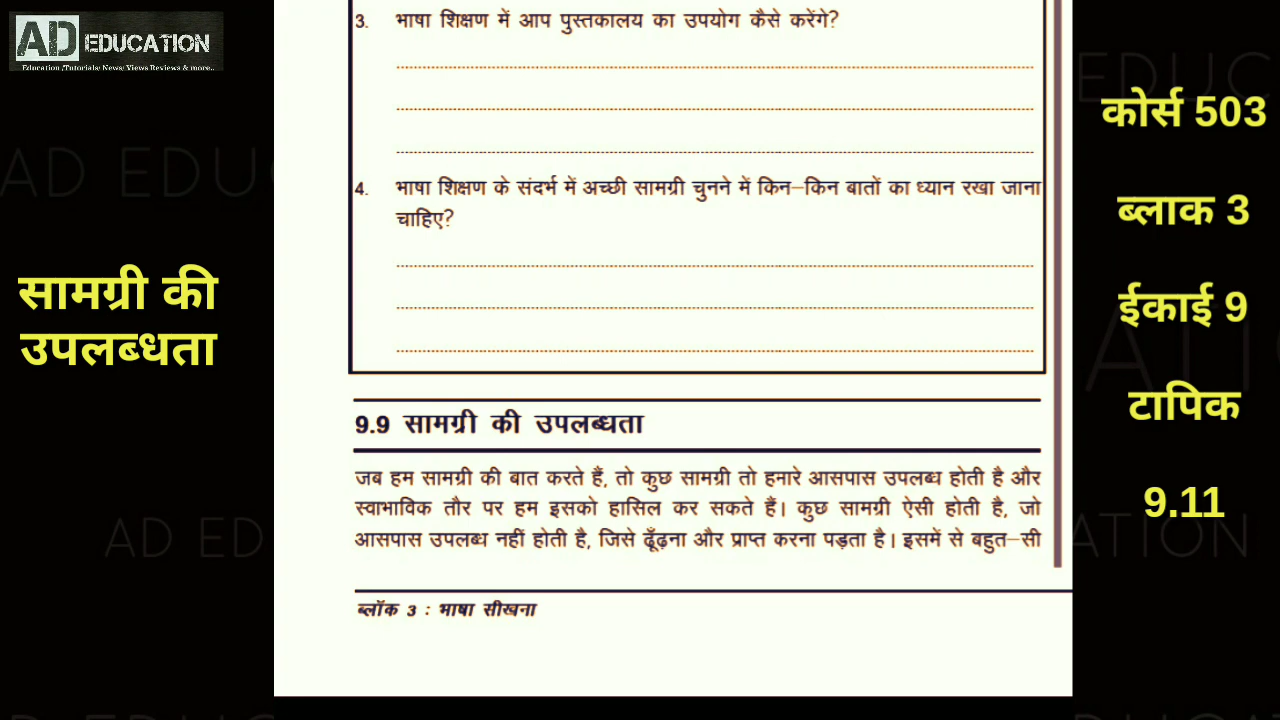 AD EDUCATION
Education ,Tutorials, News, Views Reviews & more..
सामग्री की
उपलब्धता
3. भाषा शिक्षण में आप पुस्तकालय का उपयोग कैसे करेंगे?
4. भाषा शिक्षण के संदर्भ में अच्छी सामग्री चुनने में किन–किन बातों का ध्यान रखा जाना
चाहिए?
9.9 सामग्री की उपलब्धता
जब हम सामग्री की बात करते हैं, तो कुछ सामग्री तो हमारे आसपास उपलब्ध होती है और
स्वाभाविक तौर पर हम इसको हासिल कर सकते हैं। कुछ सामग्री ऐसी होती है, जो
आसपास उपलब्ध नहीं होती है, जिसे ढूँढ़ना और प्राप्त करना पड़ता है। इसमें से बहुत–सी
ब्लॉक 3 : भाषा सीखना
कोर्स 503
ब्लाक 3
ईकाई 9
टापिक
9.11